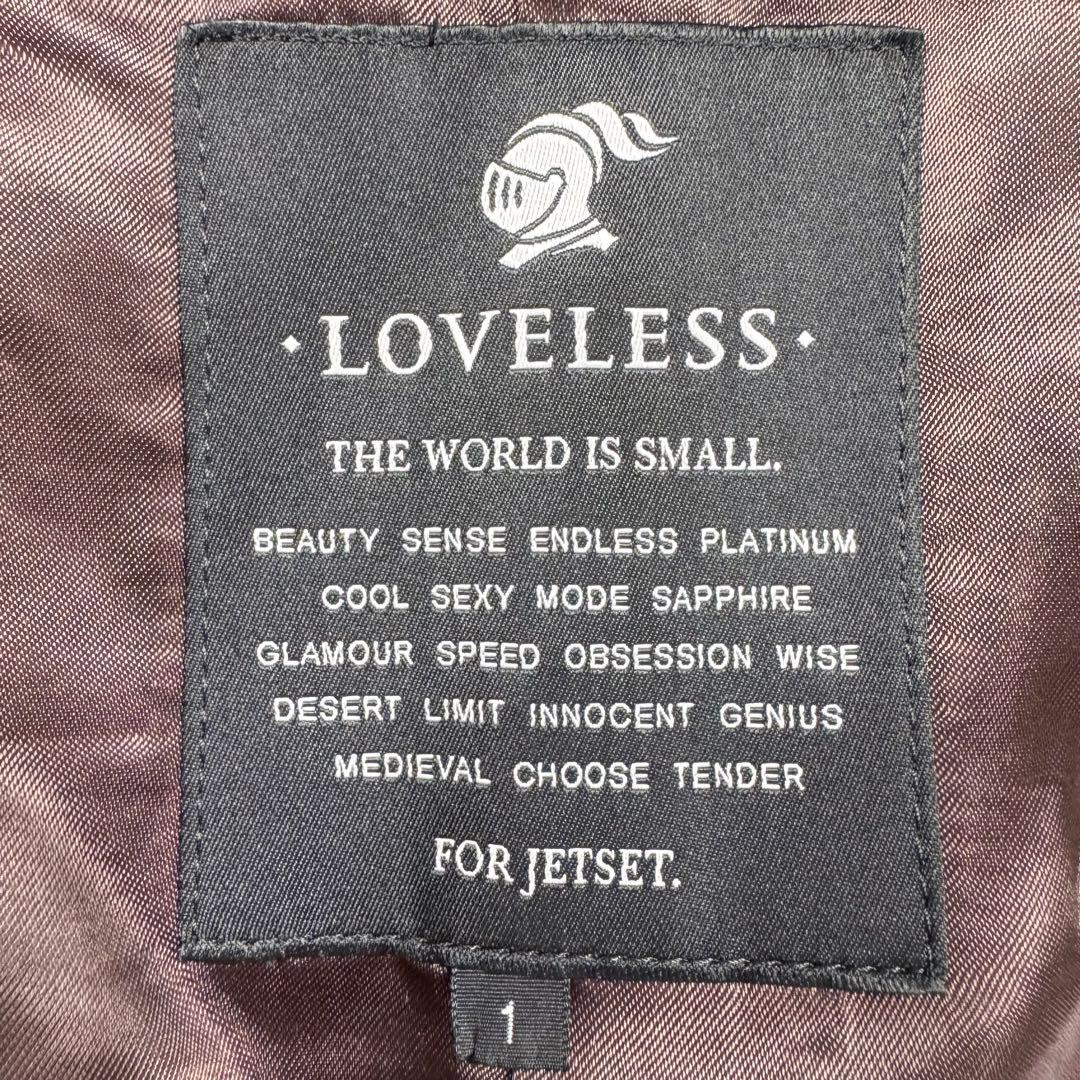 · LOVELESS ·
THE WORLD IS SMALL.
BEAUTY SENSE ENDLESS PLATINUM
COOL SEXY MODE SAPPHIRE
GLAMOUR SPEED OBSESSION WISE
DESERT LIMIT INNOCENT GENIUS
MEDIEVAL CHOOSE TENDER
FOR JETSET.
1